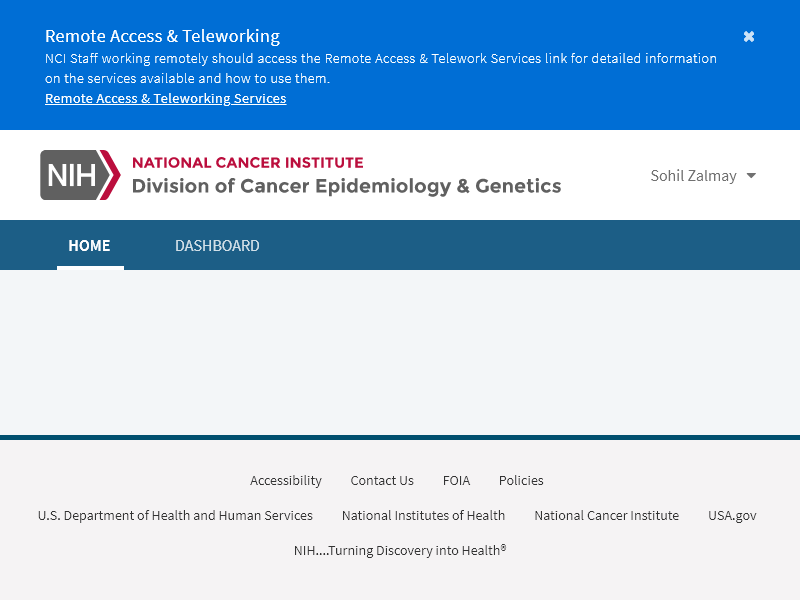 Remote Access & Teleworking
✖
NCI Staff working remotely should access the Remote Access & Telework Services link for detailed information
on the services available and how to use them.
Remote Access & Teleworking Services
NIH
NATIONAL CANCER INSTITUTE
Division of Cancer Epidemiology & Genetics
Sohil Zalmay
HOME
DASHBOARD
Accessibility
Contact Us
FOIA
Policies
U.S. Department of Health and Human Services
National Institutes of Health
National Cancer Institute
USA.gov
NIH....Turning Discovery into Health®